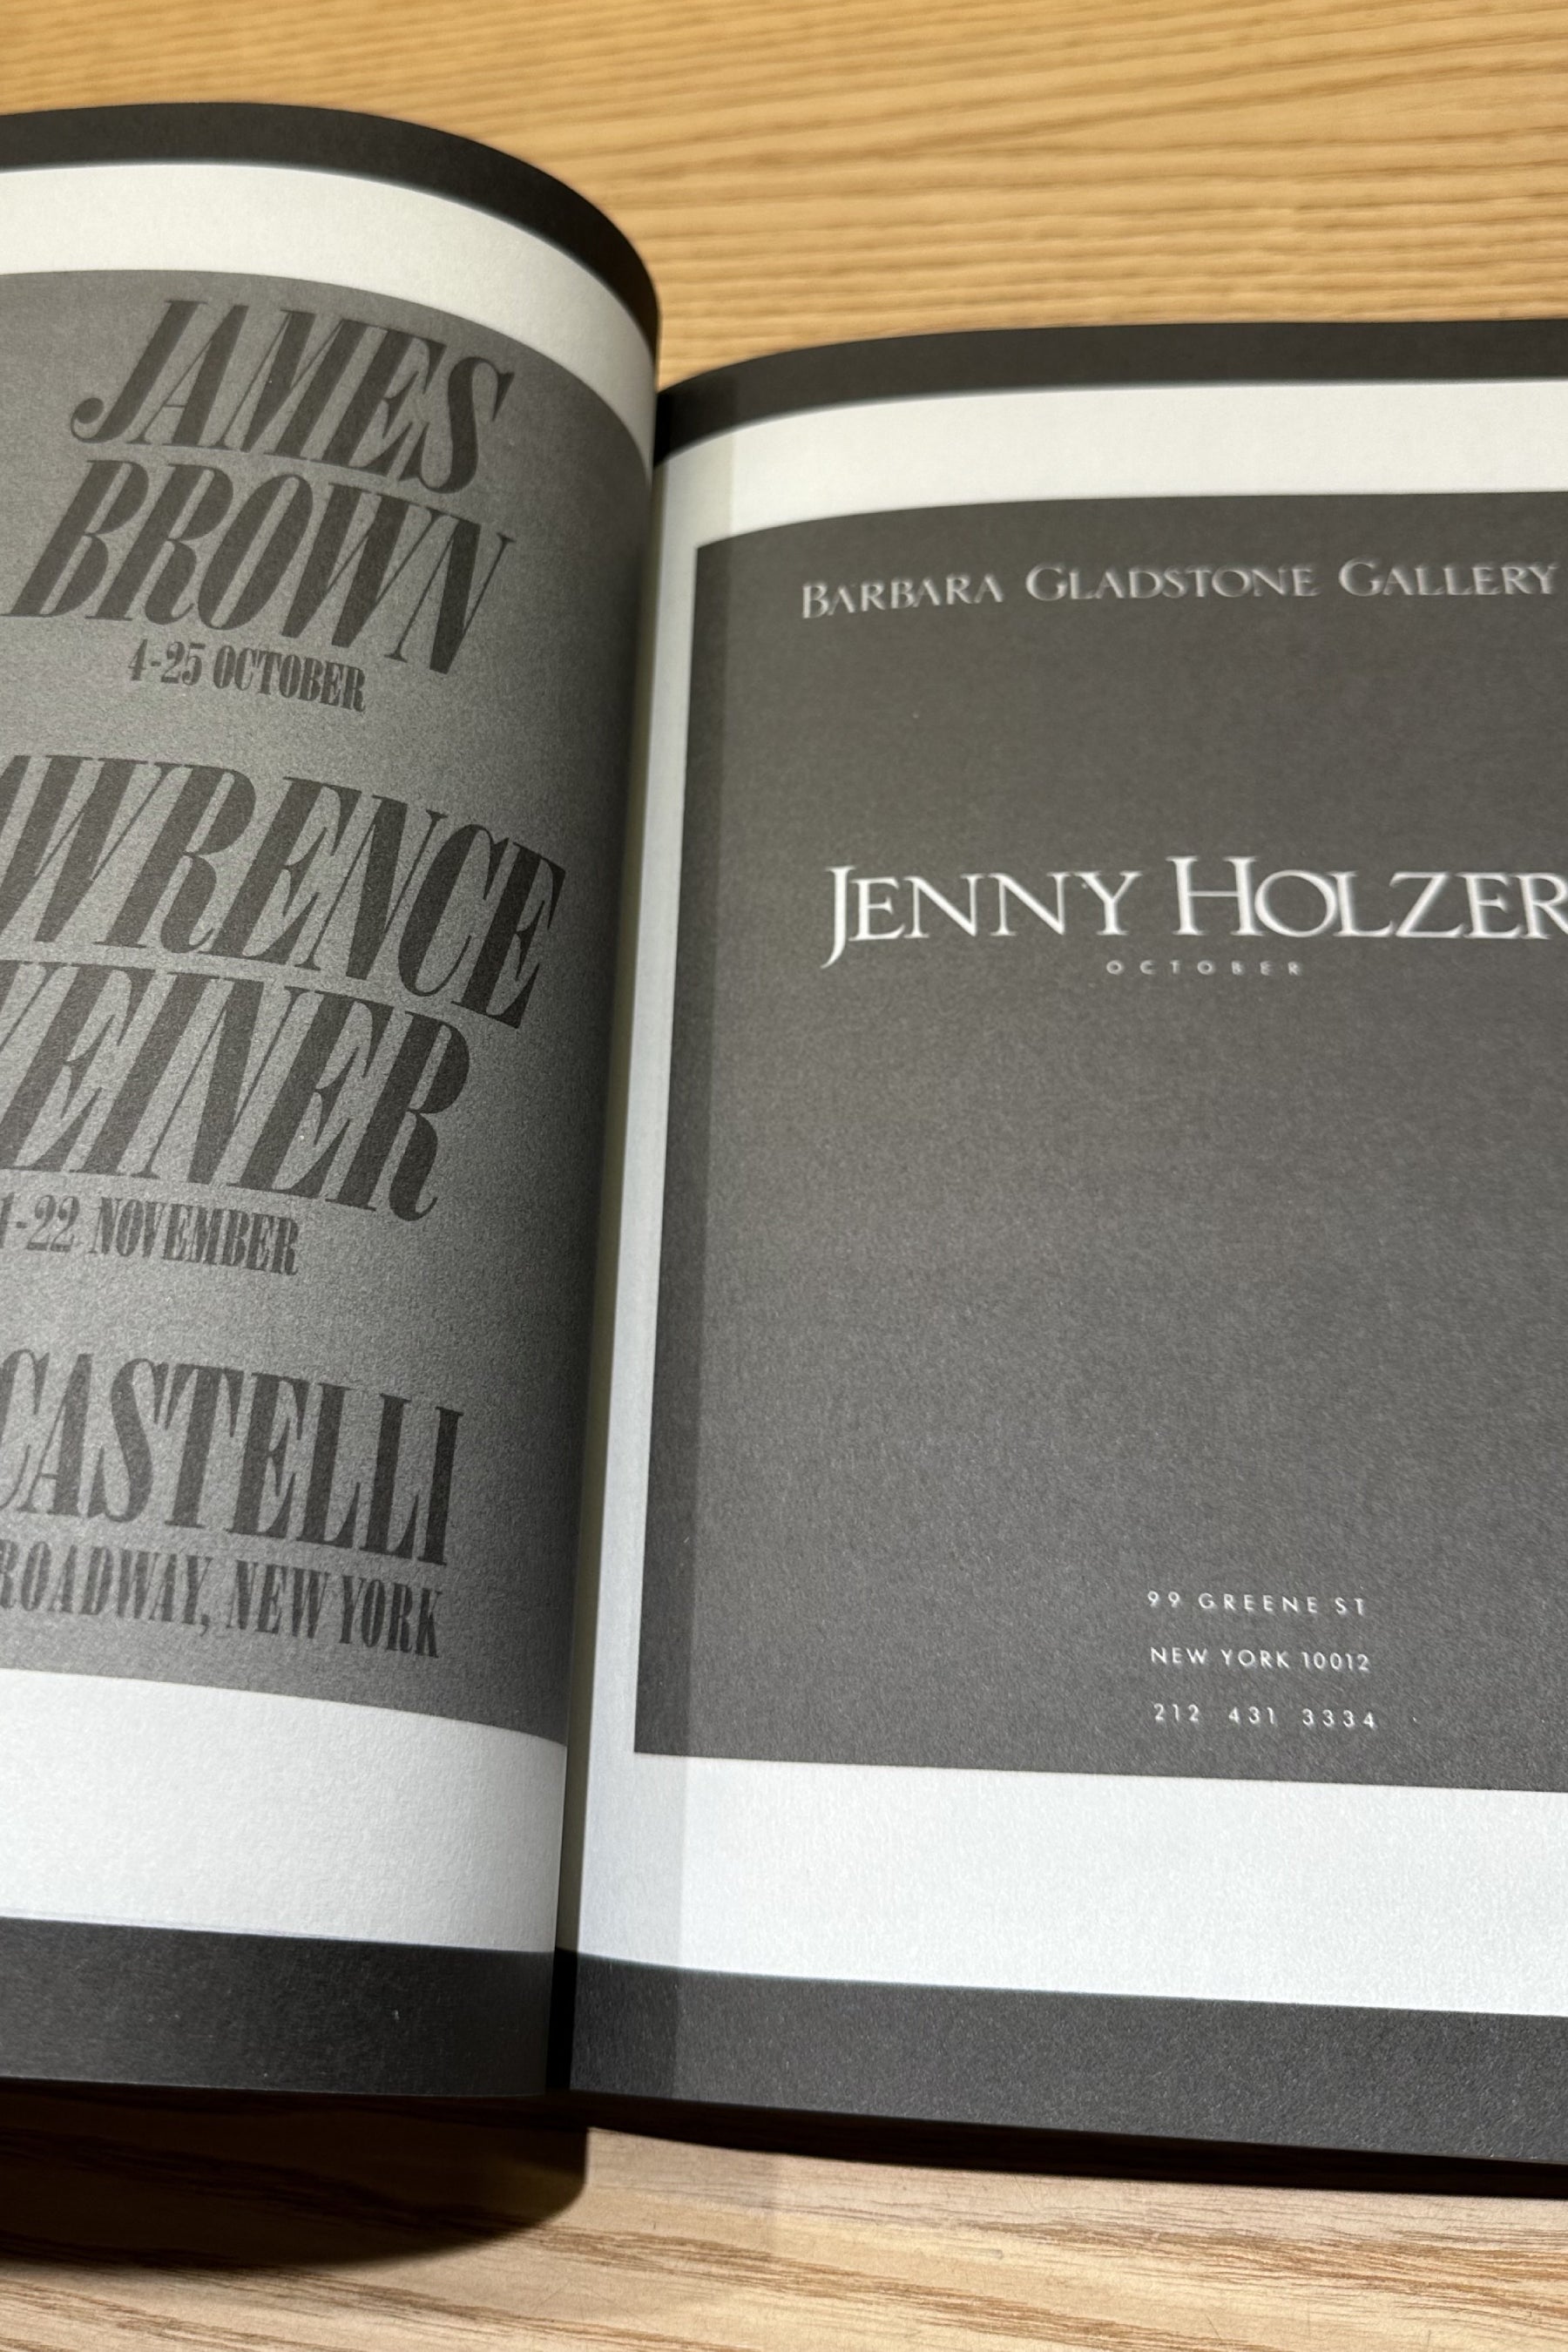 JAMES
BROWN
4-25 OCTOBER
WRENCE
EINER
1-22 NOVEMBER
CASTELLI
ROADWAY, NEW YORK
BARBARA GLADSTONE GALLERY
JENNY HOLZER
OCTOBER
99 GREENE ST
NEW YORK 10012
212 431 3334